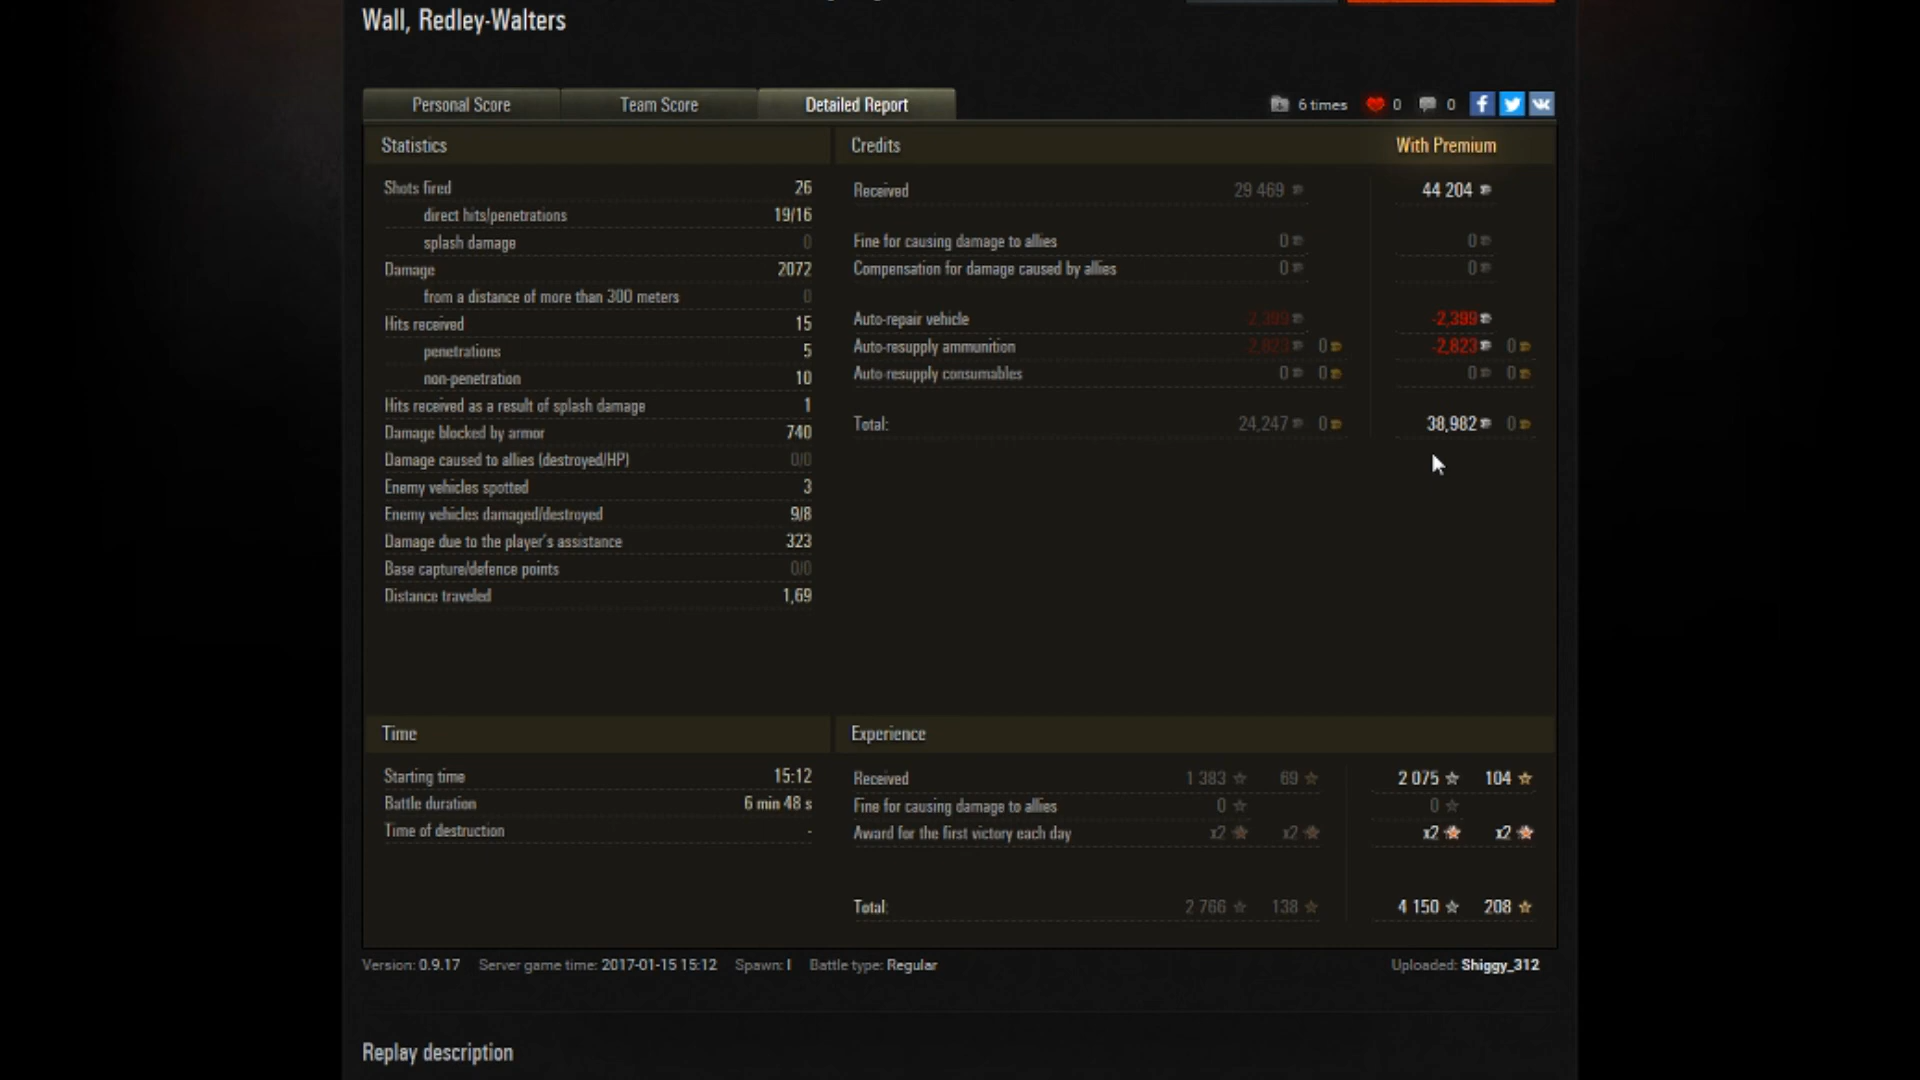 Wall, Redley-Walters
Personal Score Team Score Detailed Report 6 times 0 0
Statistics
Shots fired 26
direct hits/penetrations 19/16
splash damage 0
Damage 2072
from a distance of more than 300 meters 0
Hits received 15
penetrations 5
non-penetration 10
Hits received as a result of splash damage 1
Damage blocked by armor 740
Damage caused to allies (destroyed/HP) 0/0
Enemy vehicles spotted 3
Enemy vehicles damaged/destroyed 9/8
Damage due to the player's assistance 323
Base capture/defence points 0/0
Distance traveled 1,69
Credits With Premium
Received 29 469 44 204
Fine for causing damage to allies 0 0
Compensation for damage caused by allies 0 0
Auto-repair vehicle -2,399 -2,399
Auto-resupply ammunition -2,823 0 -2,823 0
Auto-resupply consumables 0 0 0 0
Total: 24,247 0 38,982 0
Time
Starting time 15:12
Battle duration 6 min 48 s
Time of destruction -
Experience
Received 1 383 69 2 075 104
Fine for causing damage to allies 0 0
Award for the first victory each day x2 x2 x2 x2
Total: 2 766 138 4 150 208
Version: 0.9.17 Server game time: 2017-01-15 15:12 Spawn: I Battle type: Regular Uploaded: Shiggy_312
Replay description